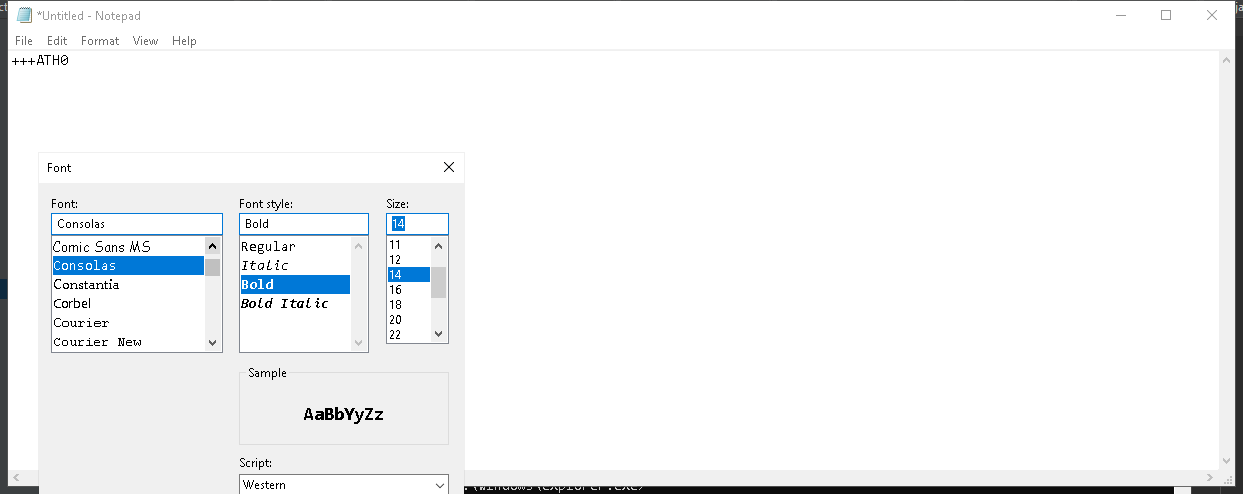 *Untitled - Notepad
File Edit Format View Help
+++ATH0
Font
Font: Font style: Size:
Consolas Bold 14
Comic Sans MS Regular 11
Consolas Italic 12
Constantia Bold 14
Corbel Bold Italic 16
Courier 18
Courier New 20
22
Sample
AaBbYyZz
Script:
Western
:\Windows\explorer.exe>